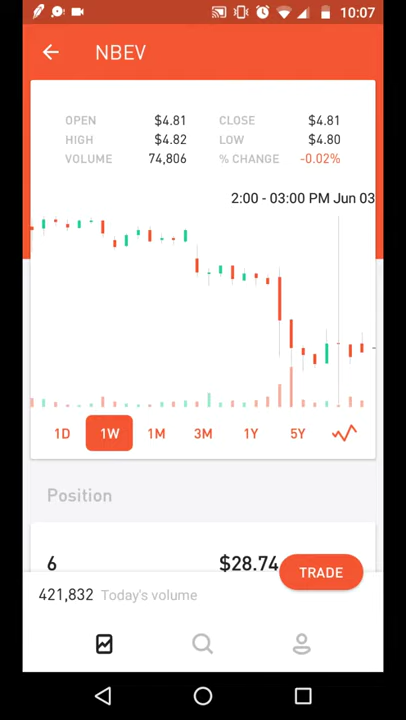 10:07
NBEV
OPEN $4.81 CLOSE $4.81
HIGH $4.82 LOW $4.80
VOLUME 74,806 % CHANGE -0.02%
2:00 - 03:00 PM Jun 03
1D 1W 1M 3M 1Y 5Y
Position
6 $28.74
TRADE
421,832 Today's volume